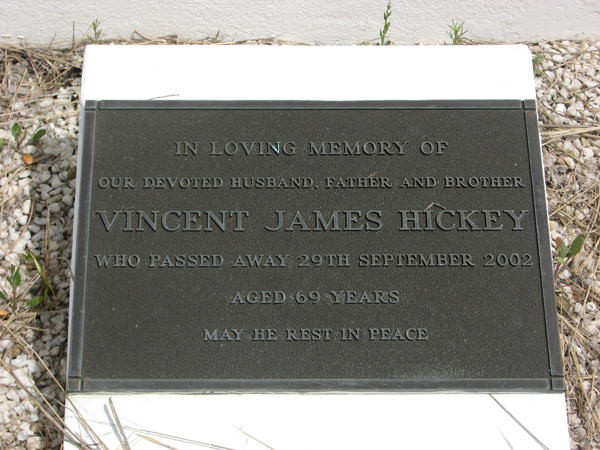 IN LOVING MEMORY OF
OUR DEVOTED HUSBAND, FATHER AND BROTHER
VINCENT JAMES HICKEY
WHO PASSED AWAY 29TH SEPTEMBER 2002
AGED 69 YEARS
MAY HE REST IN PEACE